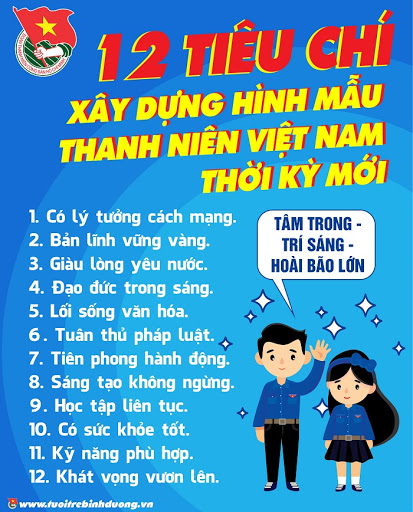 12 TIÊU CHÍ
XÂY DỰNG HÌNH MẪU
THANH NIÊN VIỆT NAM
THỜI KỲ MỚI
1. Có lý tưởng cách mạng.
2. Bản lĩnh vững vàng.
3. Giàu lòng yêu nước.
4. Đạo đức trong sáng.
5. Lối sống văn hóa.
6. Tuân thủ pháp luật.
7. Tiên phong hành động.
8. Sáng tạo không ngừng.
9. Học tập liên tục.
10. Có sức khỏe tốt.
11. Kỹ năng phù hợp.
12. Khát vọng vươn lên.
TÂM TRONG -
TRÍ SÁNG -
HOÀI BÃO LỚN
www.tuoitrebinhduong.vn